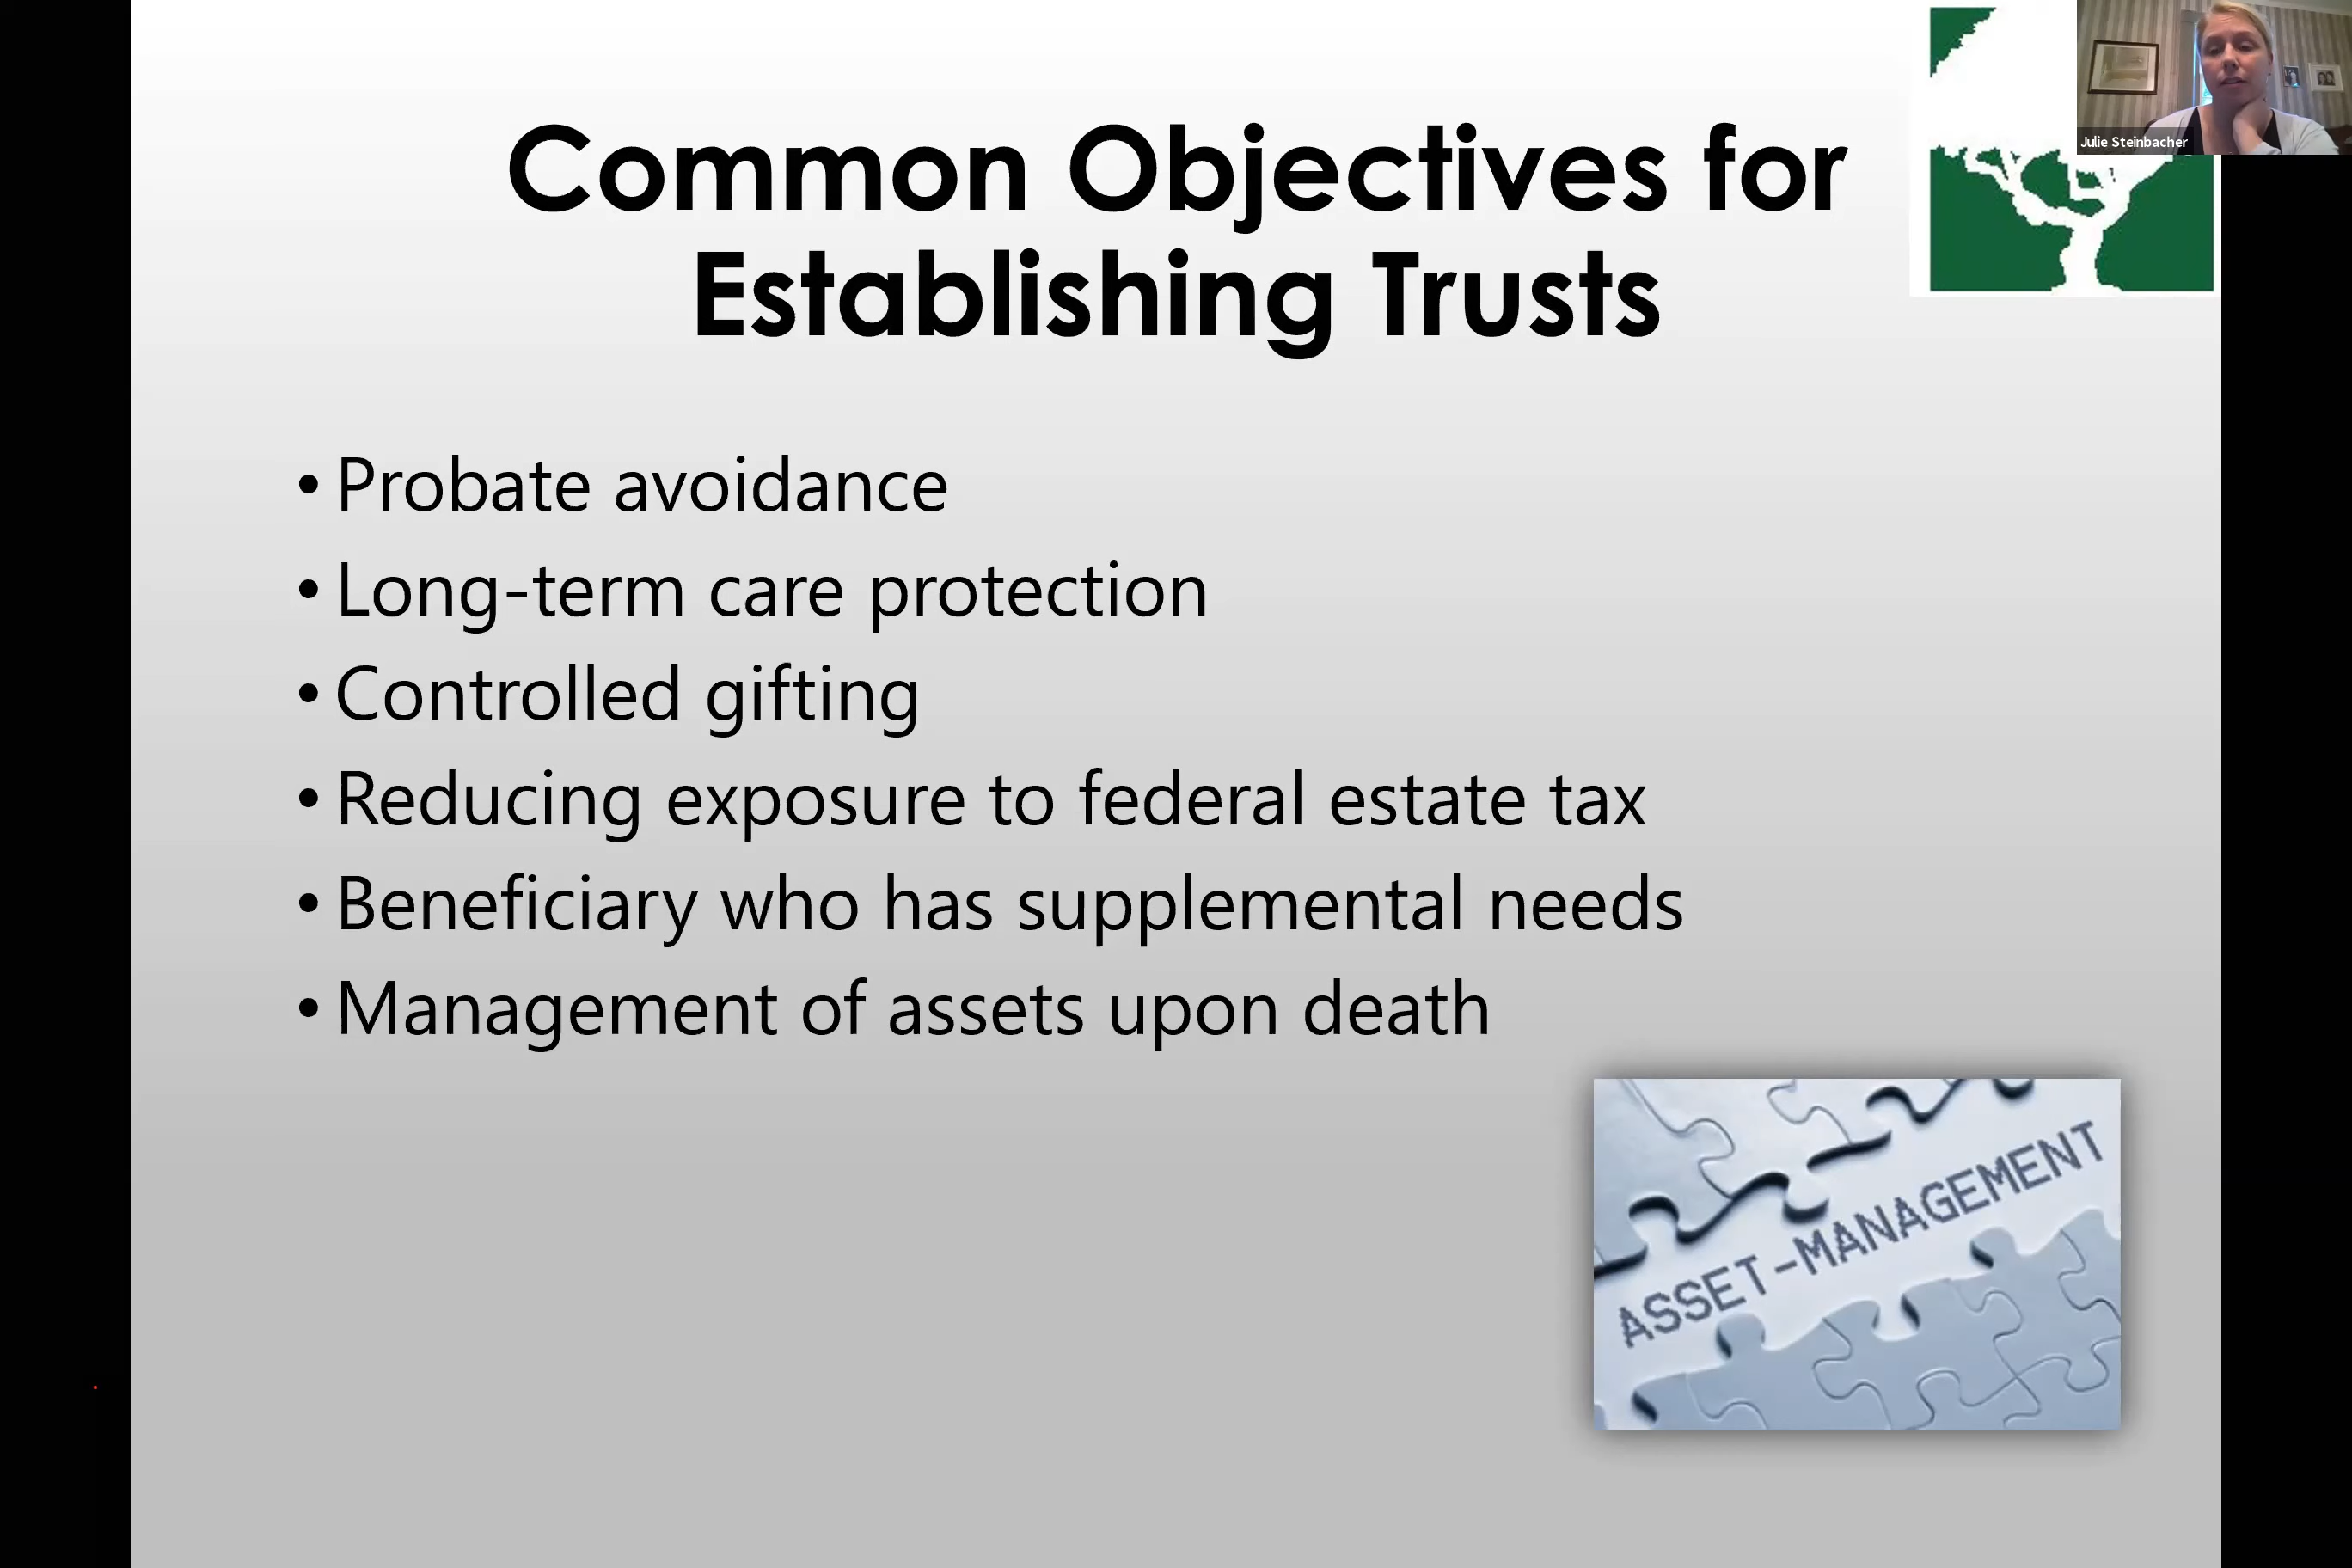 Common Objectives for
Establishing Trusts
Julie Steinbacher
• Probate avoidance
• Long-term care protection
• Controlled gifting
• Reducing exposure to federal estate tax
• Beneficiary who has supplemental needs
• Management of assets upon death
ASSET-MANAGEMENT